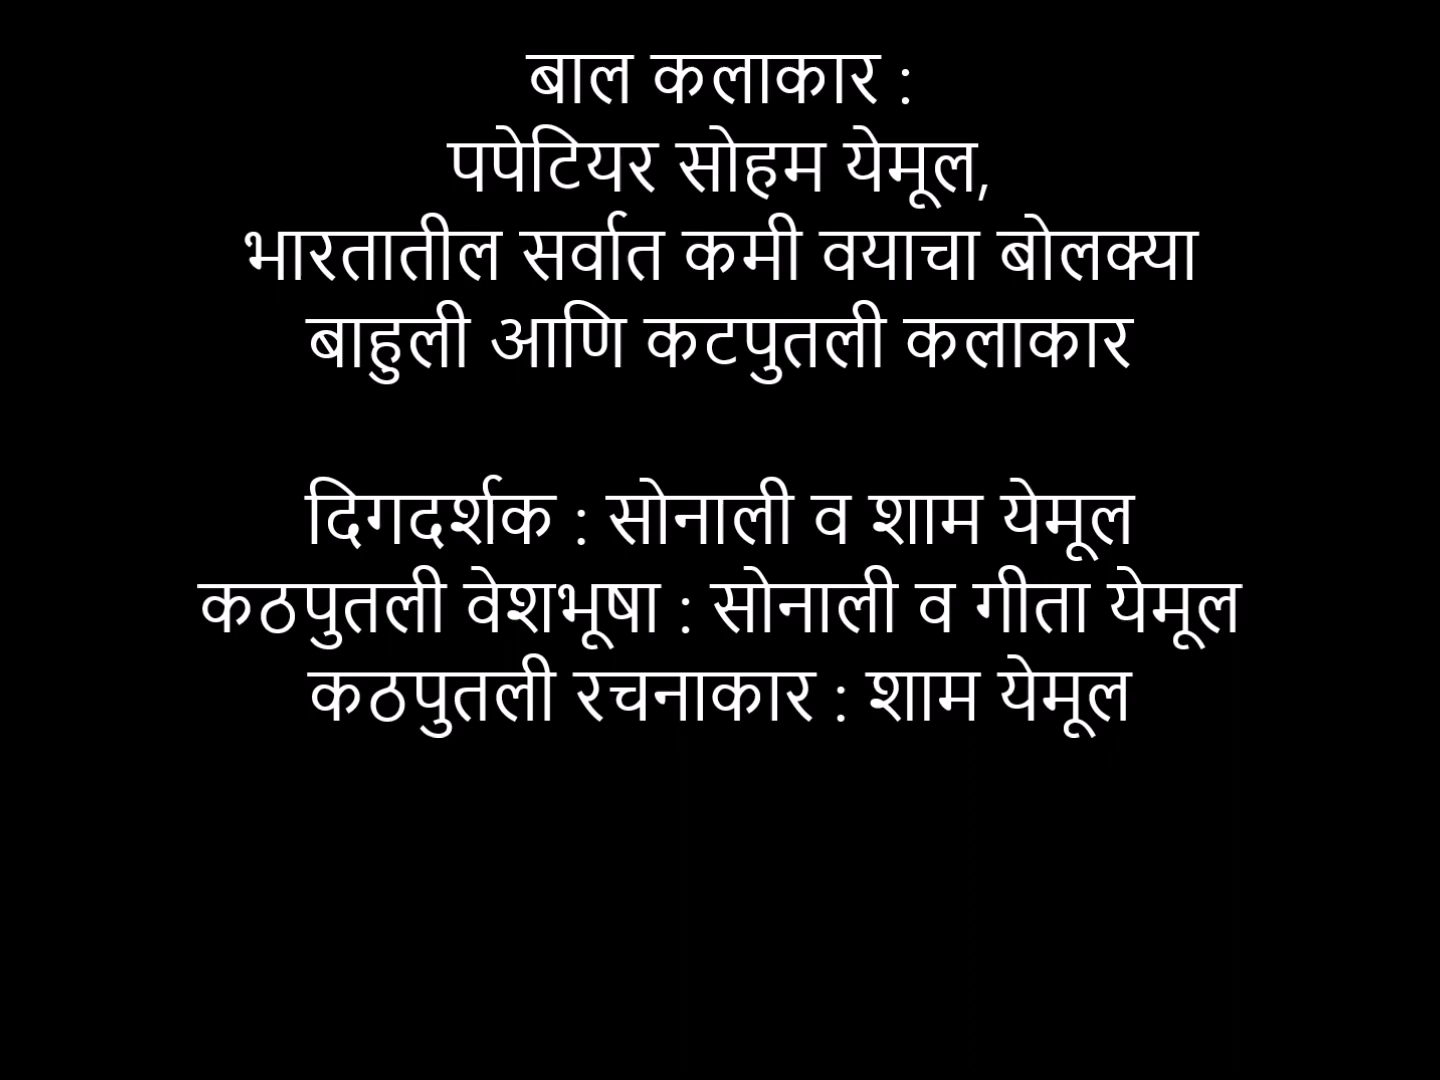 बाल कलाकार :
पपेटियर सोहम येमूल,
भारतातील सर्वात कमी वयाचा बोलक्या
बाहुली आणि कटपुतली कलाकार
दिगदर्शक : सोनाली व शाम येमूल
कठपुतली वेशभूषा : सोनाली व गीता येमूल
कठपुतली रचनाकार : शाम येमूल